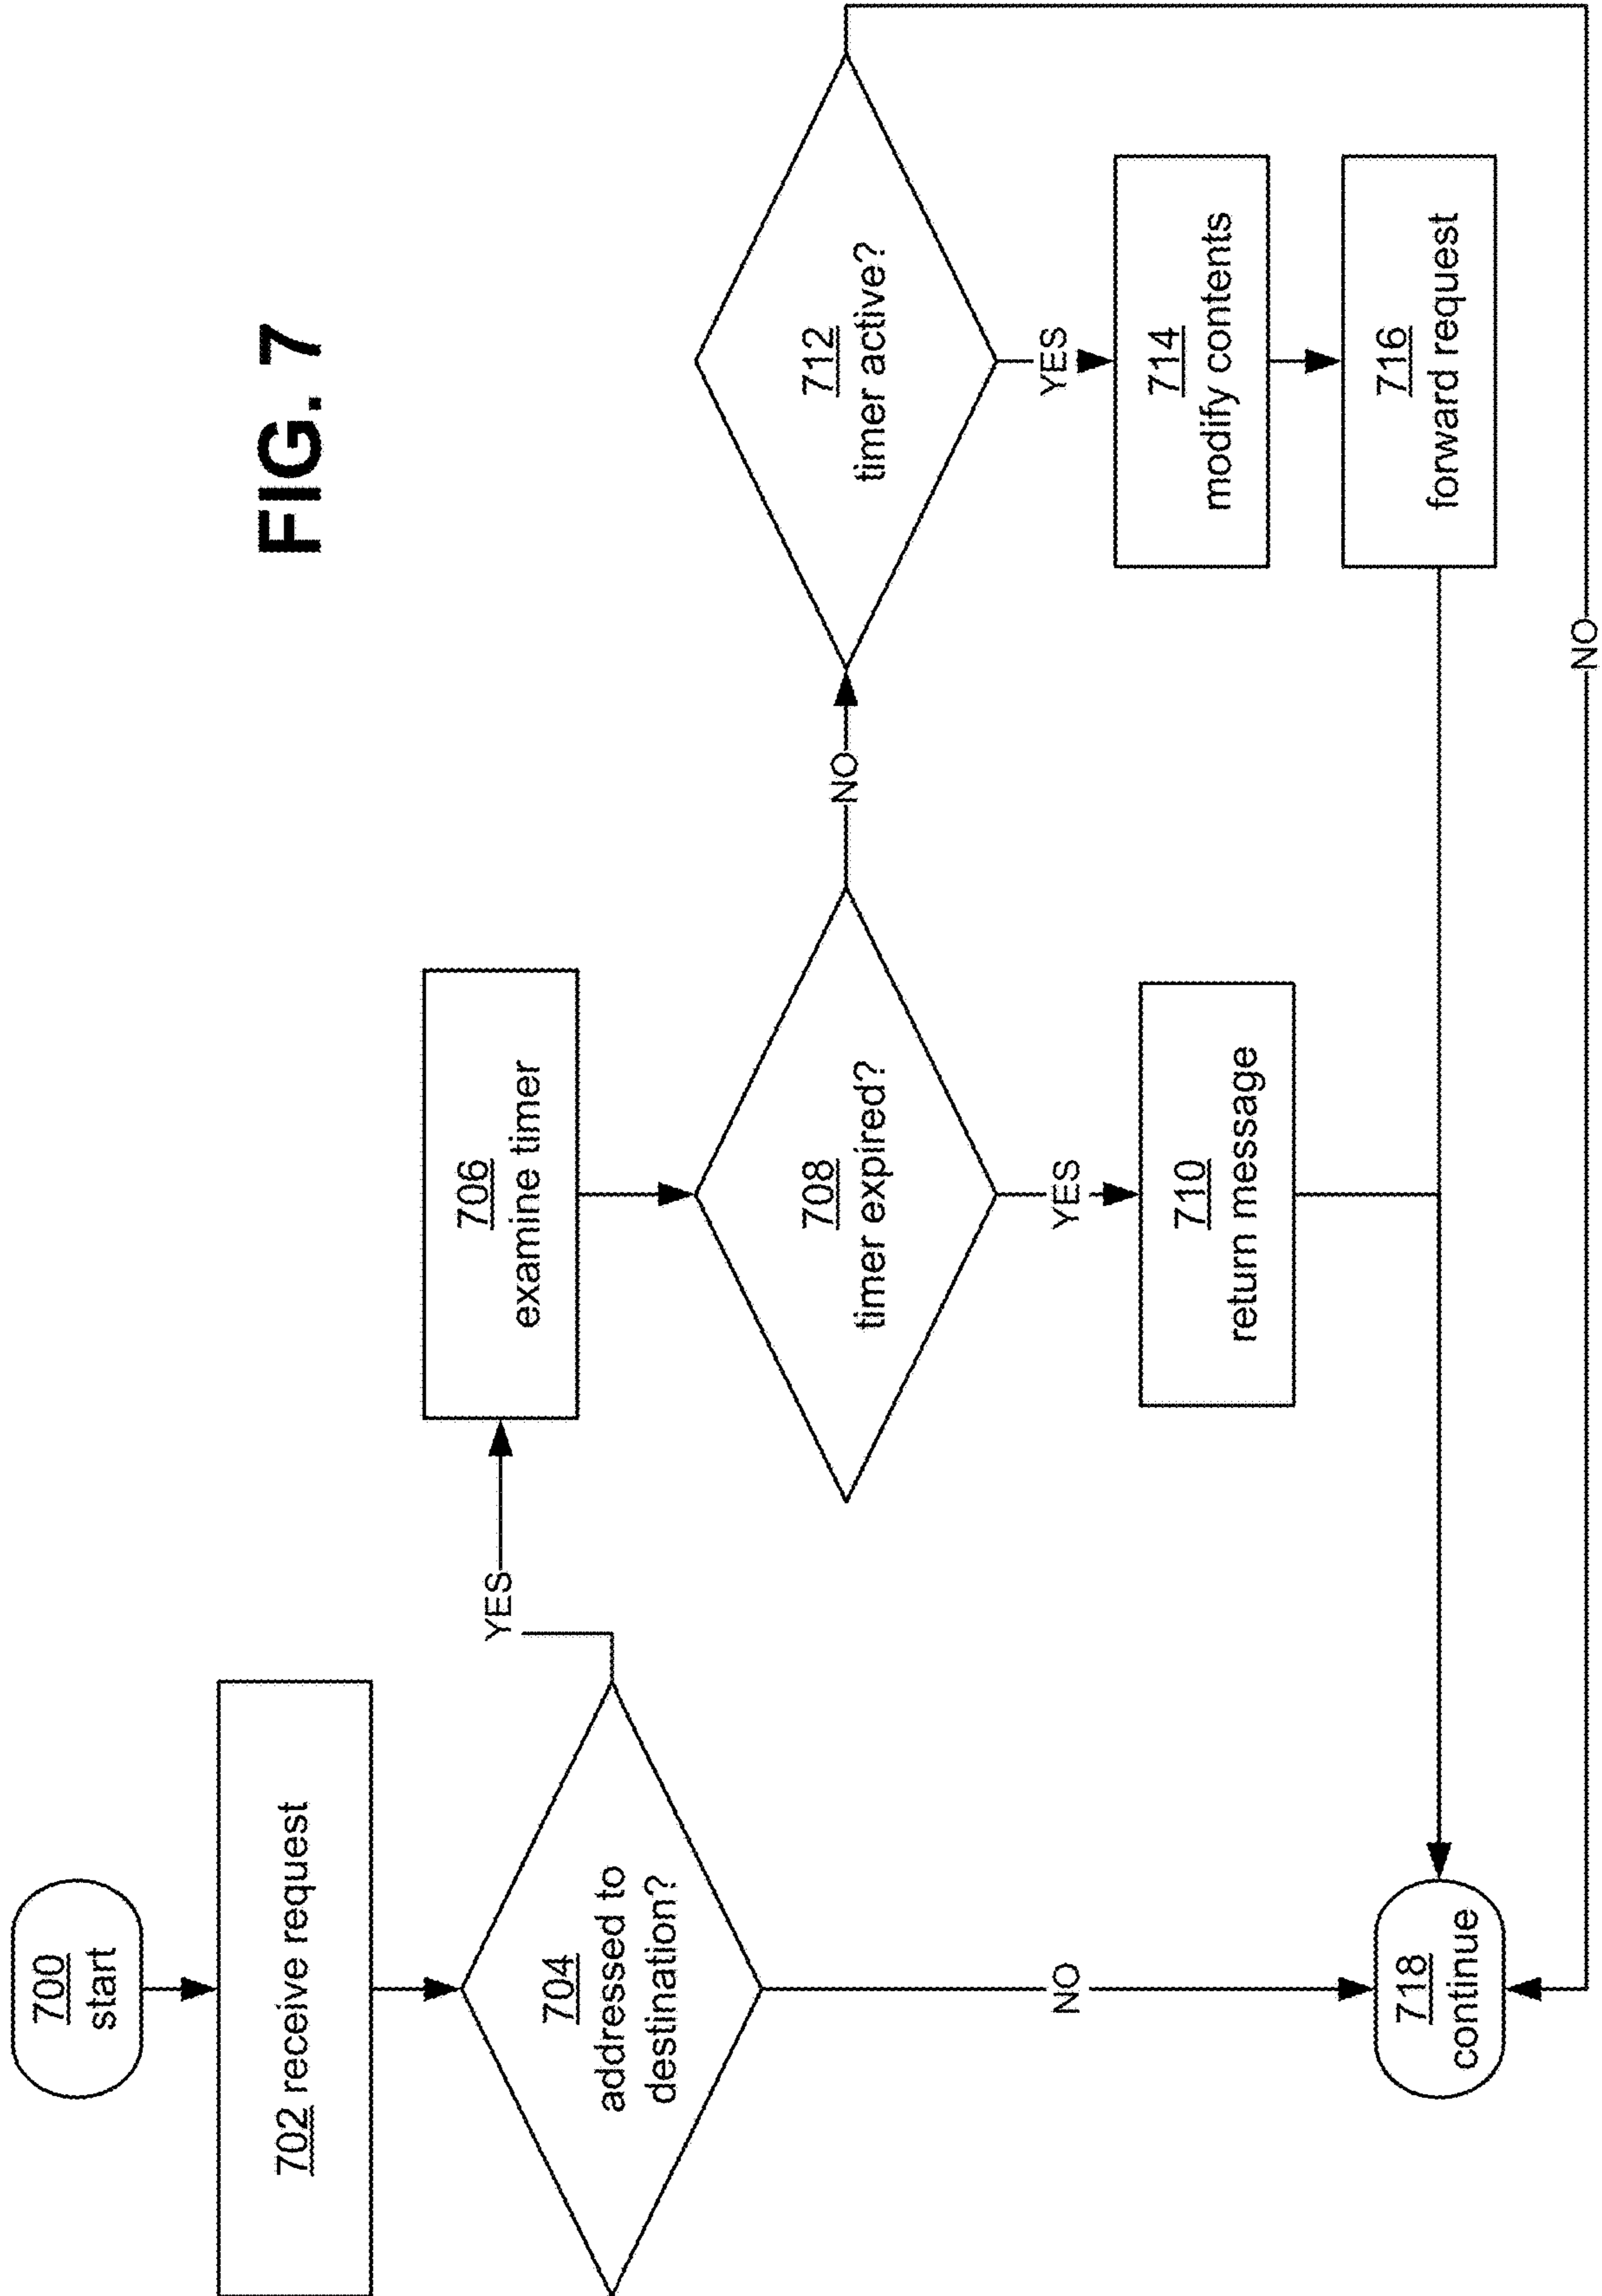 FIG. 7
700
start
702 receive request
704
addressed to
destination?
YES
NO
706
examine timer
708
timer expired?
NO
YES
710
return message
712
timer active?
YES
714
modify contents
716
forward request
NO
718
continue